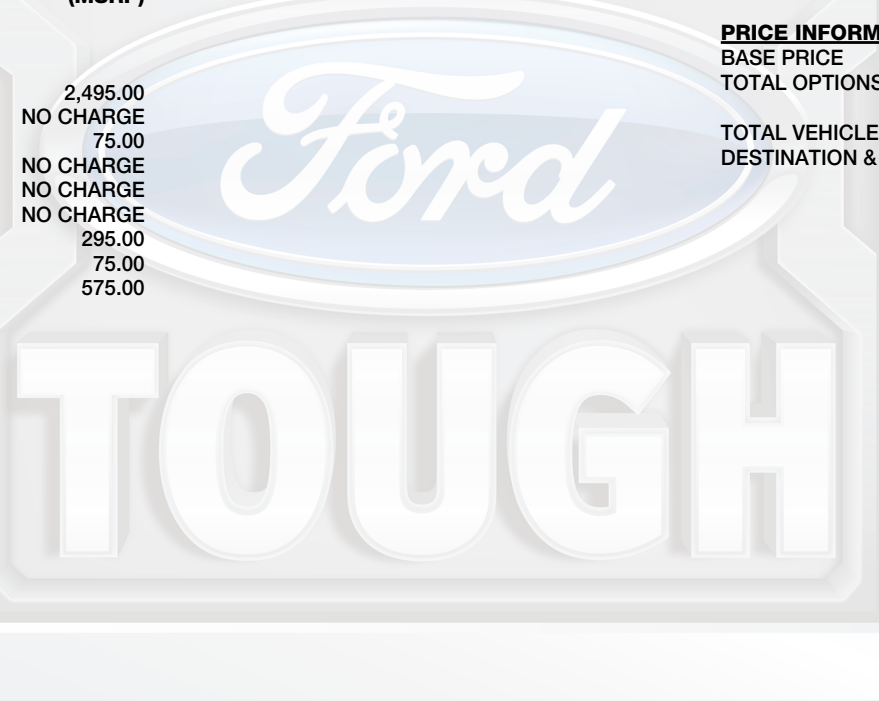 (MSRP)
2,495.00
NO CHARGE
75.00
NO CHARGE
NO CHARGE
NO CHARGE
295.00
75.00
575.00
PRICE INFORM
BASE PRICE
TOTAL OPTIONS
TOTAL VEHICLE
DESTINATION &
Ford
TOUGH